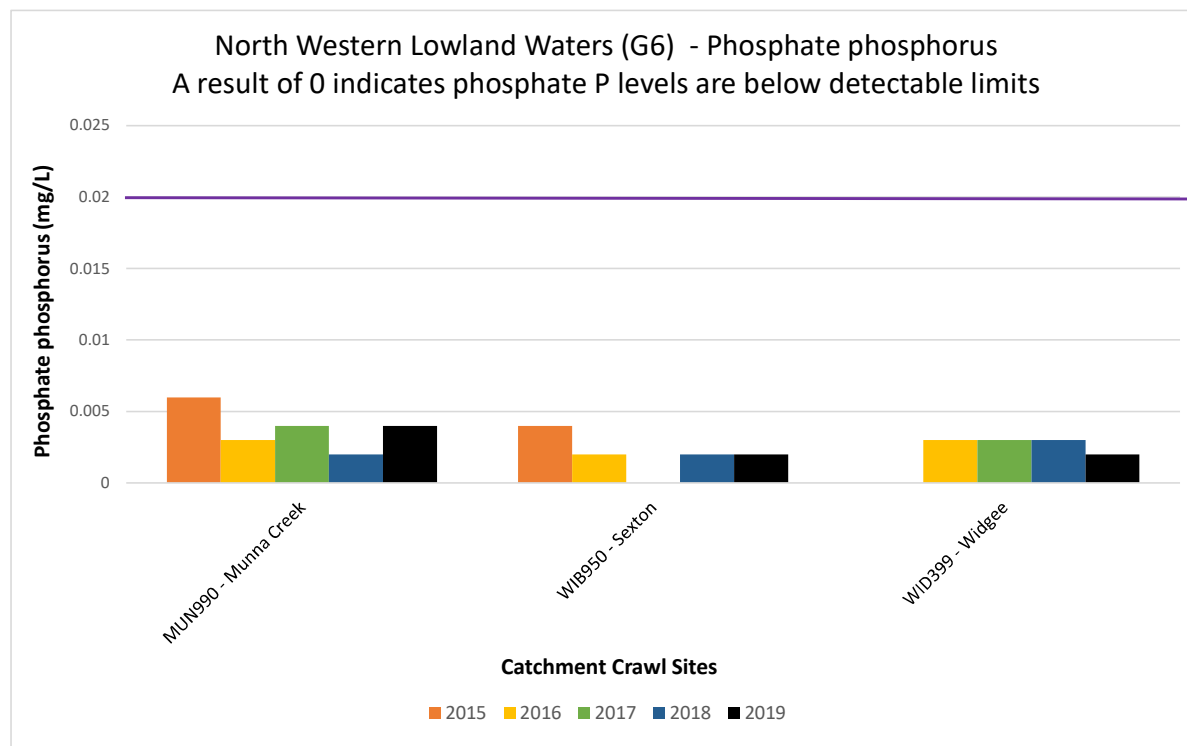 North Western Lowland Waters (G6)  - Phosphate phosphorus
A result of 0 indicates phosphate P levels are below detectable limits
Phosphate phosphorus (mg/L)
0.025
0.02
0.015
0.01
0.005
0
MUN990 - Munna Creek
WIB950 - Sexton
WID399 - Widgee
Catchment Crawl Sites
2015 2016 2017 2018 2019